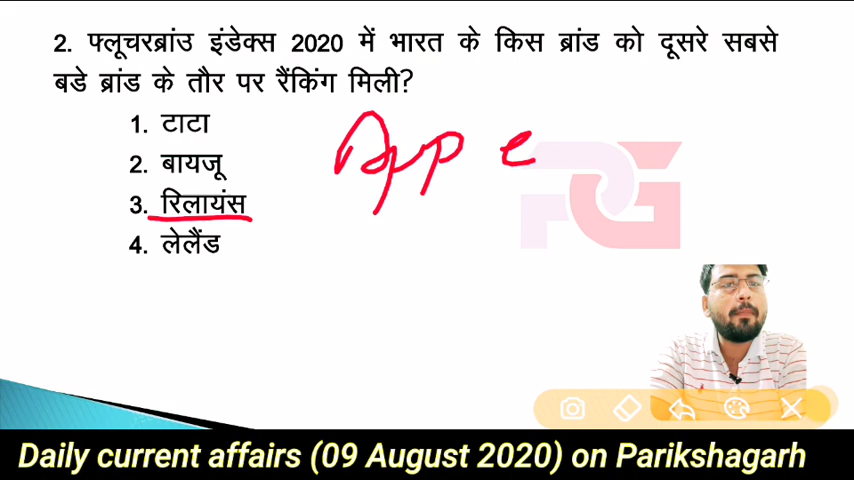 2. फ्लूचरब्रांउ इंडेक्स 2020 में भारत के किस ब्रांड को दूसरे सबसे
बडे ब्रांड के तौर पर रैंकिंग मिली?
1. टाटा
2. बायजू
3. रिलायंस
4. लेलैंड
App e
PG
Daily current affairs (09 August 2020) on Parikshagarh